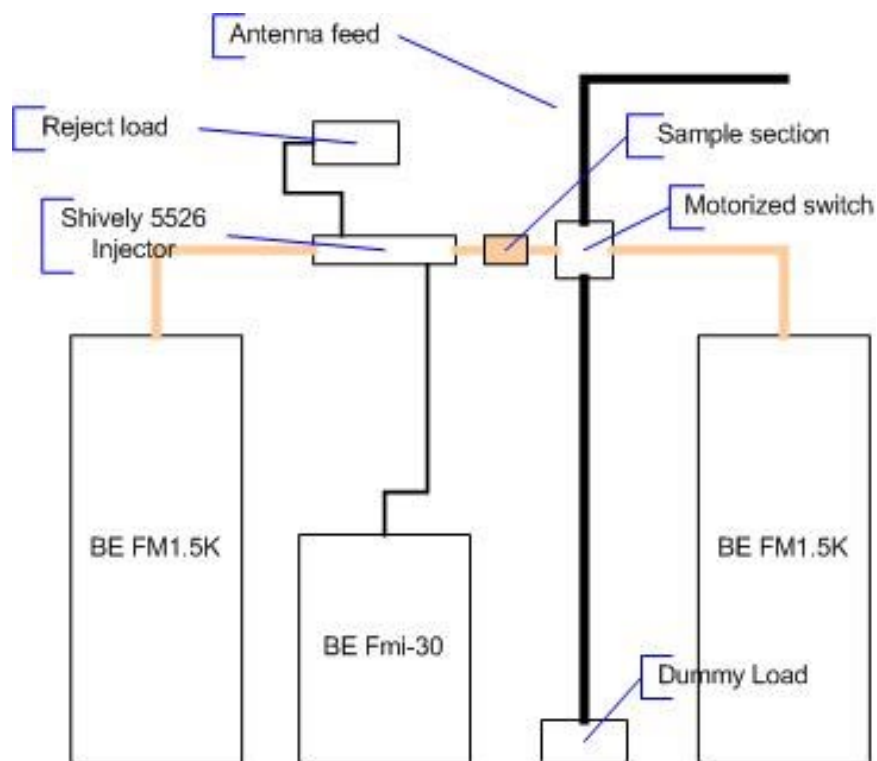 Antenna feed
Reject load
Sample section
Shively 5526
Injector
Motorized switch
BE FM1.5K
BE FM1.5K
BE Fmi-30
Dummy Load